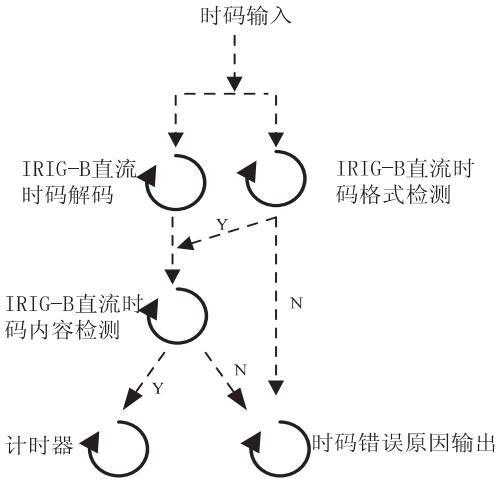 时码输入
IRIG-B直流
时码解码
IRIG-B直流时
码格式检测
Y
IRIG-B直流时
码内容检测
N
Y
N
计时器
时码错误原因输出